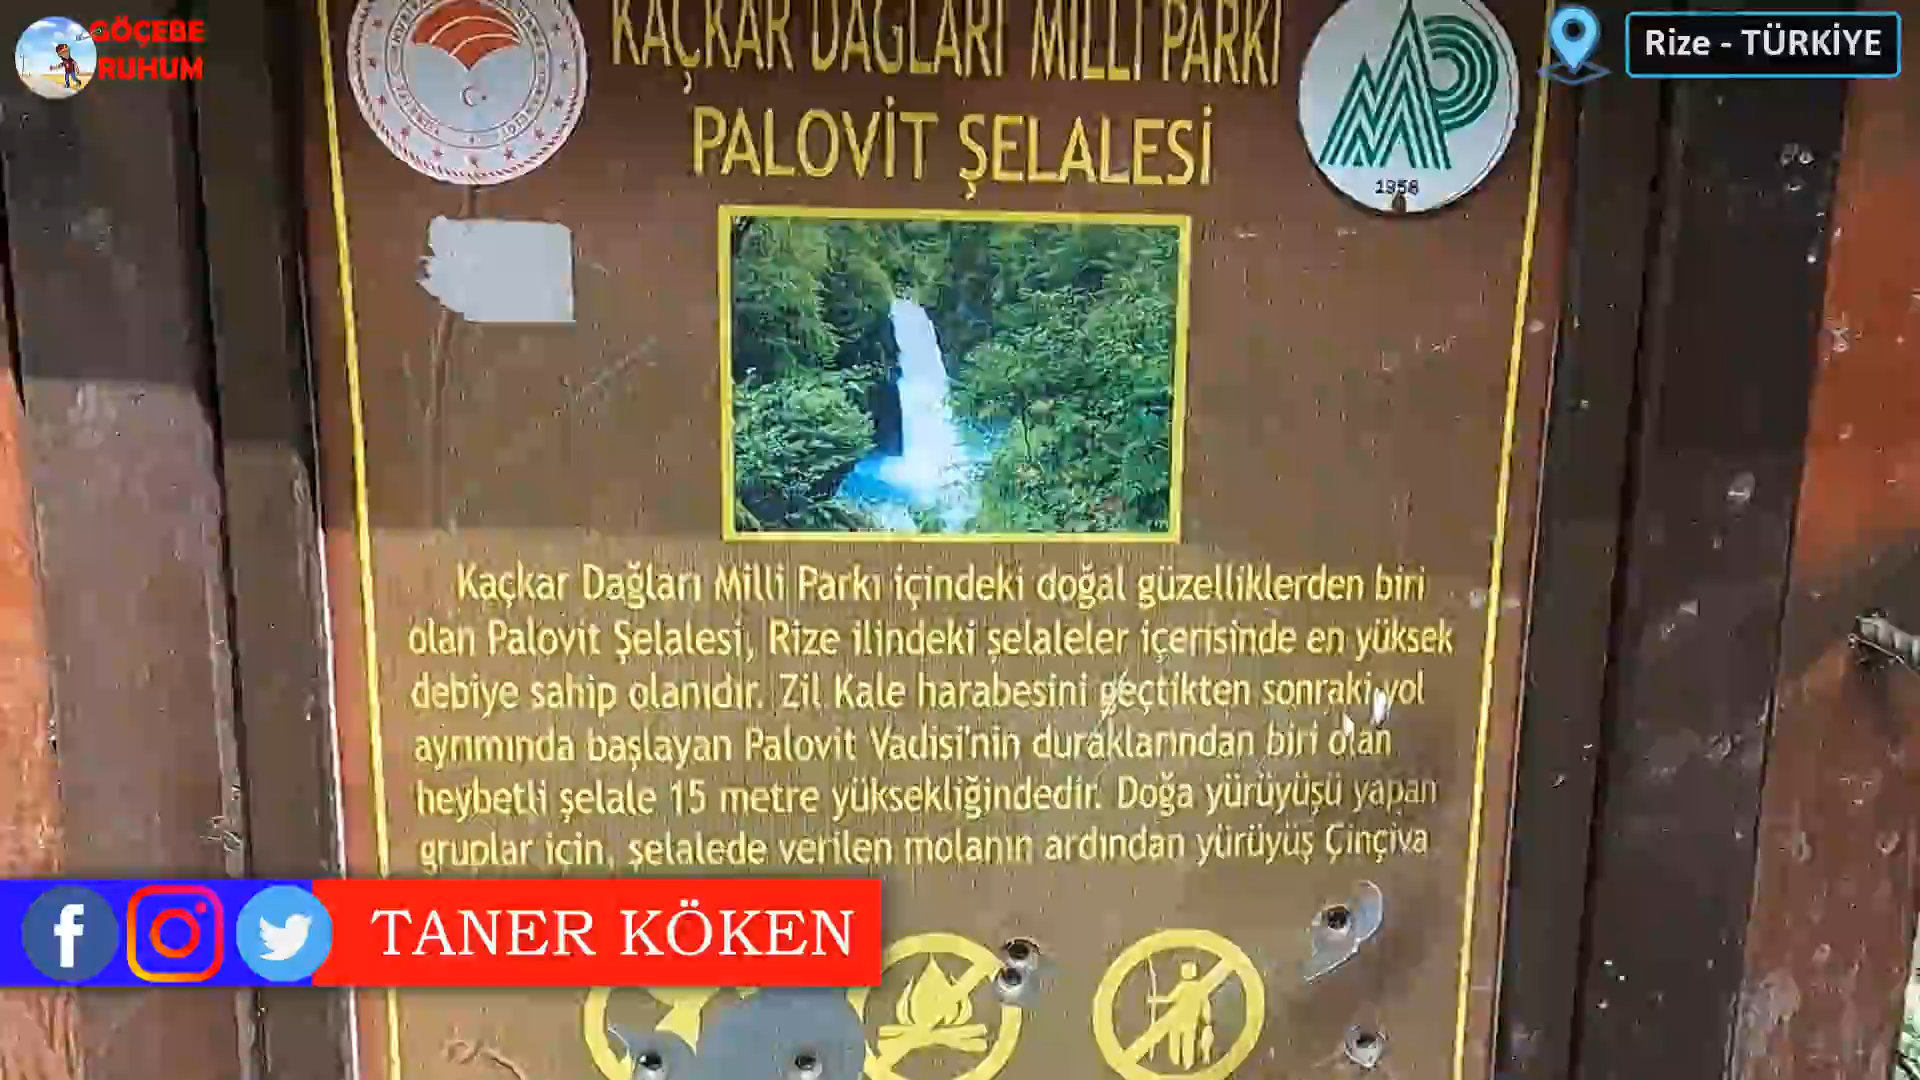 GÖÇEBE
RUHUM
Rize - TÜRKİYE
KAÇKAR DAĞLARI MİLLİ PARKI
PALOVİT ŞELALESİ
1958
Kaçkar Dağları Milli Parkı içindeki doğal güzelliklerden biri
olan Palovit Şelalesi, Rize ilindeki şelaleler içerisinde en yüksek
debiye sahip olanıdır. Zil Kale harabesini geçtikten sonraki yol
ayrımında başlayan Palovit Vadisi'nin duraklarından biri olan
heybetli şelale 15 metre yüksekliğindedir. Doğa yürüyüşü yapan
gruplar için, şelalede verilen molanın ardından yürüyüş Çinçiva
TANER KÖKEN